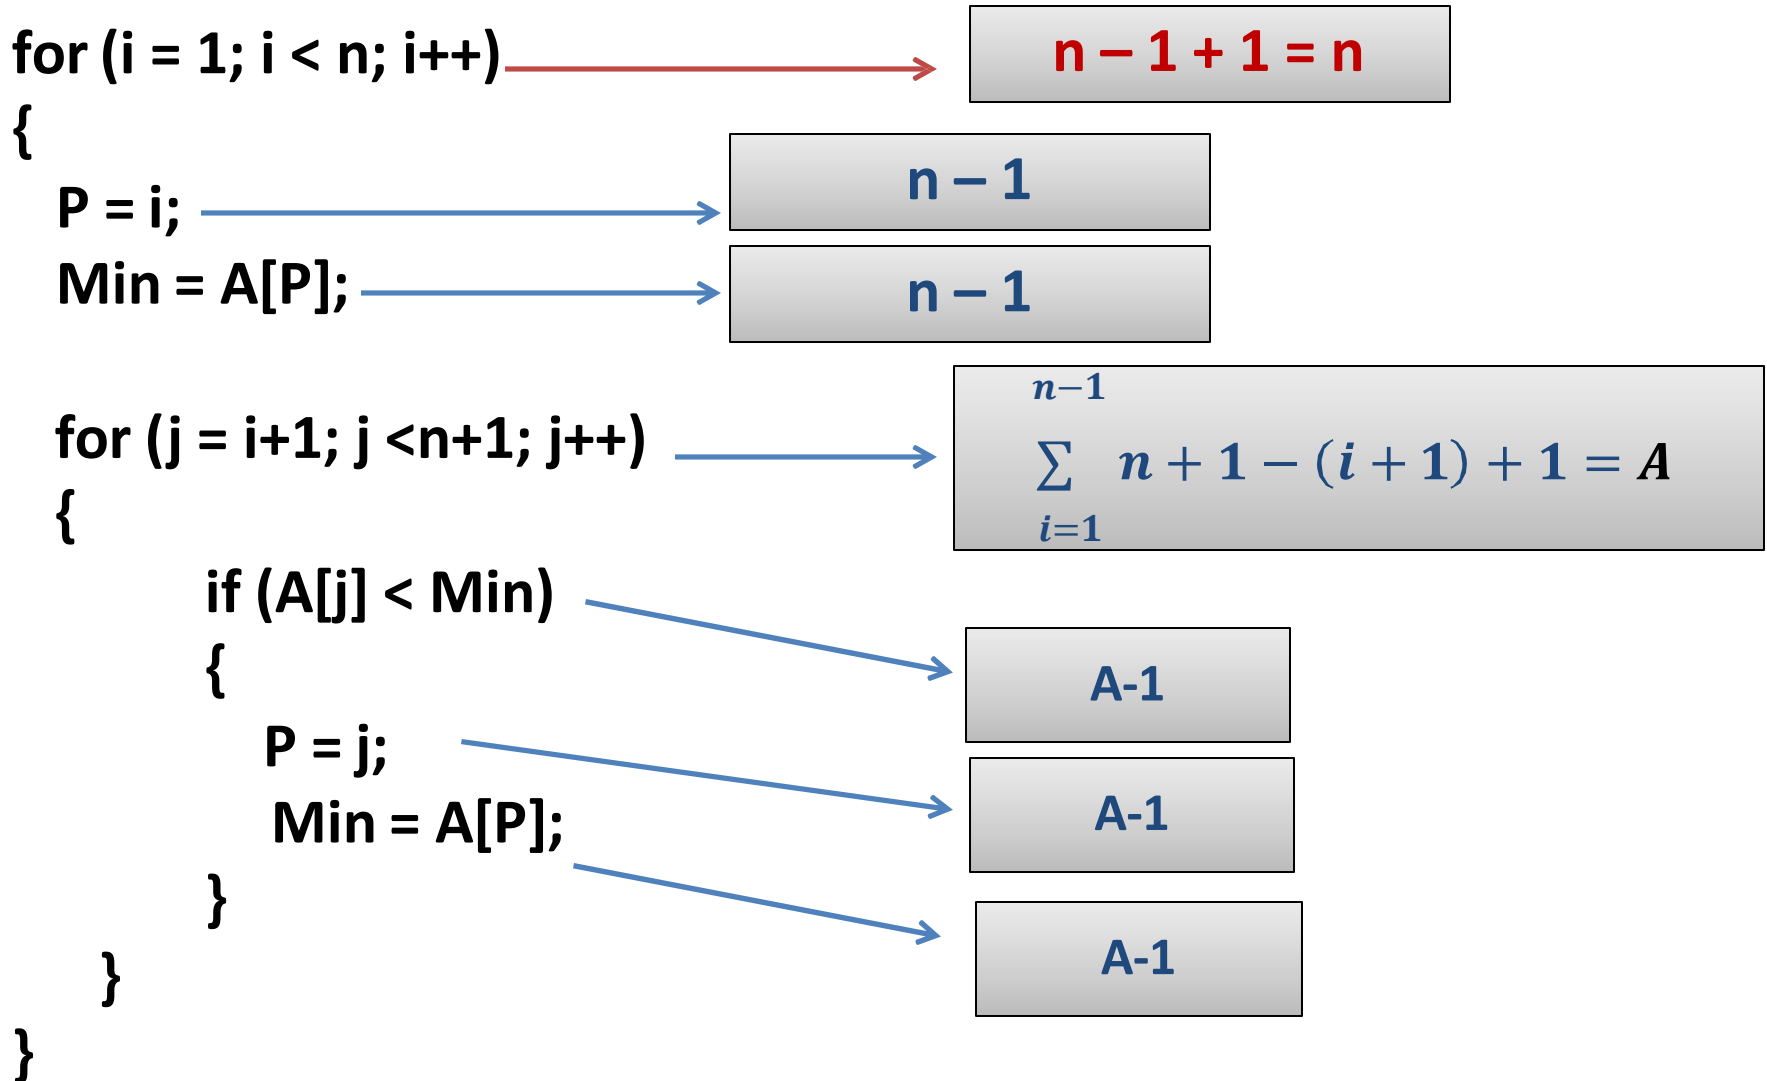 for (i = 1; i < n; i++)
n – 1 + 1 = n
{
P = i;
n – 1
Min = A[P];
n – 1
for (j = i+1; j <n+1; j++)
n−1
∑ n + 1 − (i + 1) + 1 = A
i=1
{
if (A[j] < Min)
A-1
{
P = j;
A-1
Min = A[P];
A-1
}
}
}